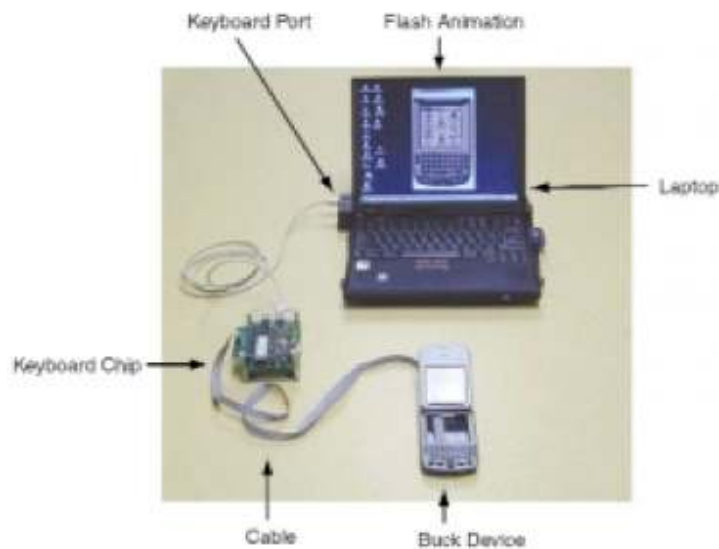 Keyboard Port
Flash Animation
Laptop
Keyboard Chip
Cable
Buck Device